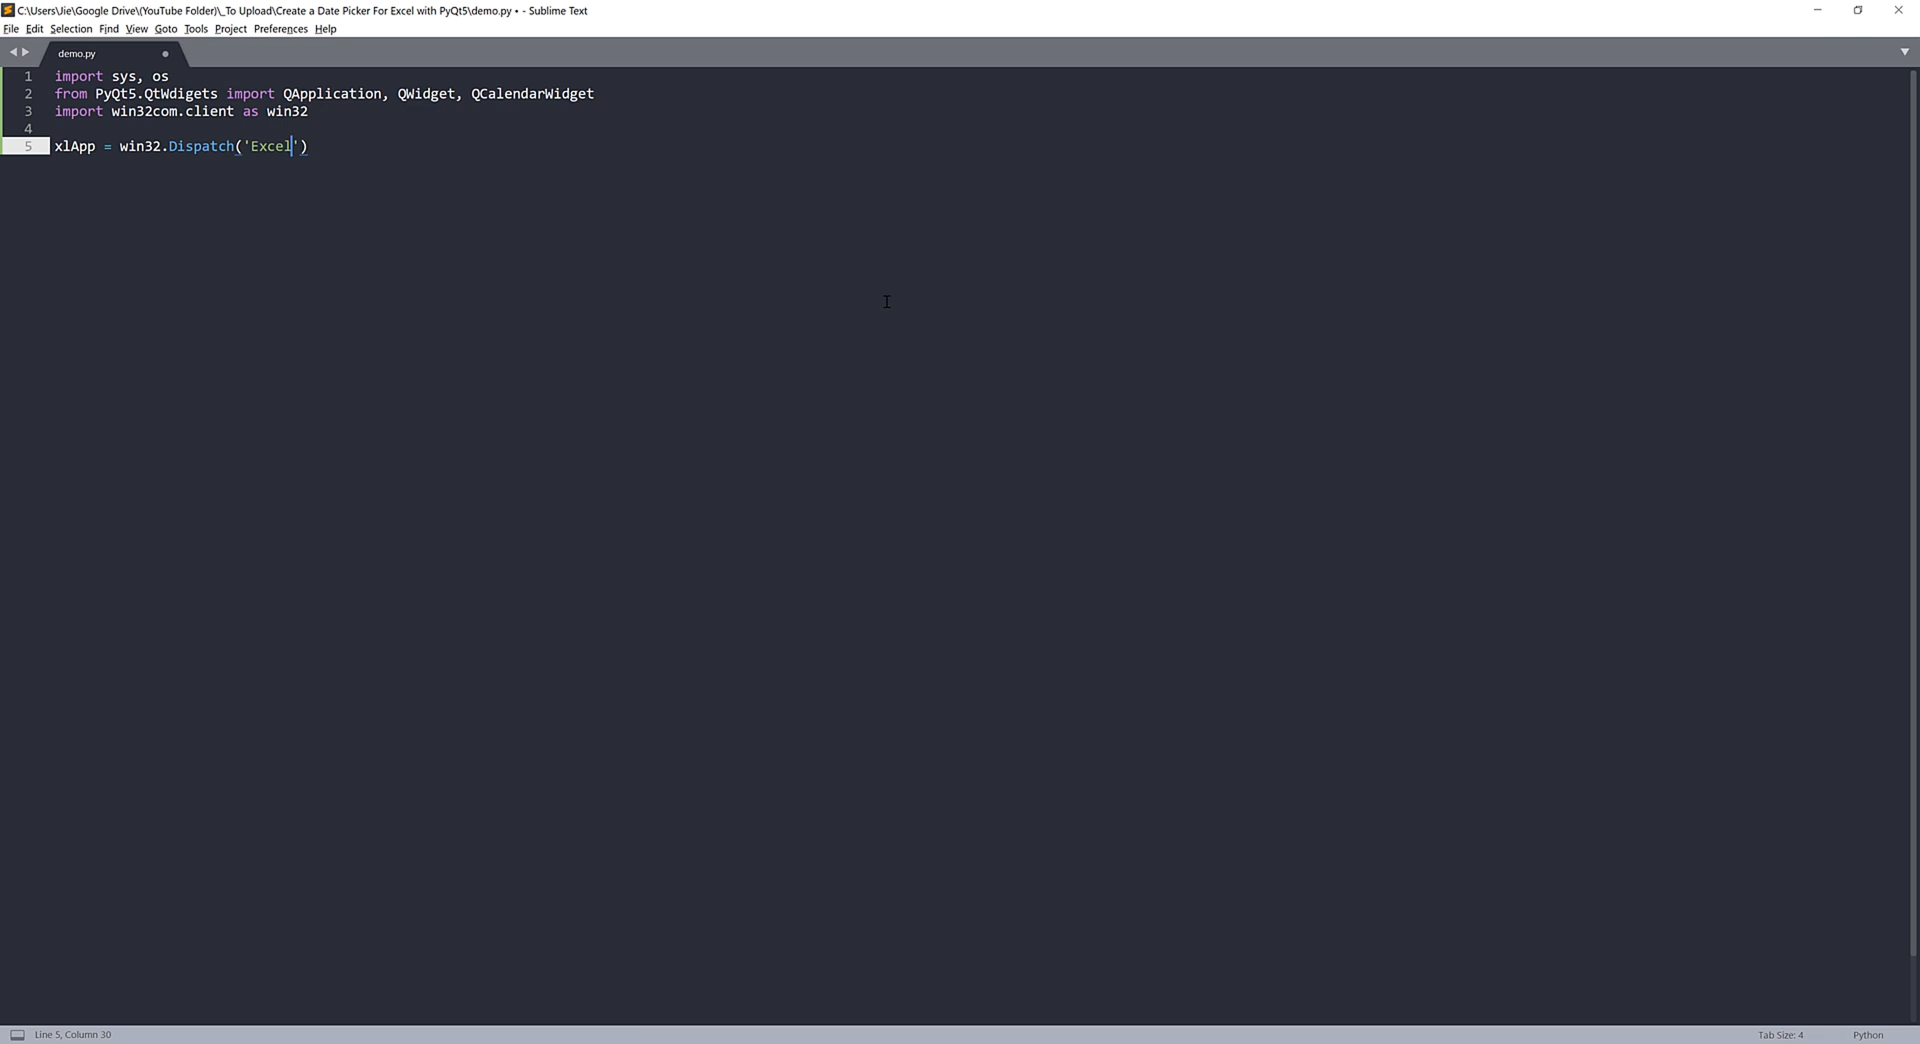 C:\Users\Jie\Google Drive\(YouTube Folder)\_To Upload\Create a Date Picker For Excel with PyQt5\demo.py • - Sublime Text
File Edit Selection Find View Goto Tools Project Preferences Help
demo.py
1 import sys, os
2 from PyQt5.QtWdigets import QApplication, QWidget, QCalendarWidget
3 import win32com.client as win32
4
5 xlApp = win32.Dispatch('Excel')
Line 5, Column 30 Tab Size: 4 Python